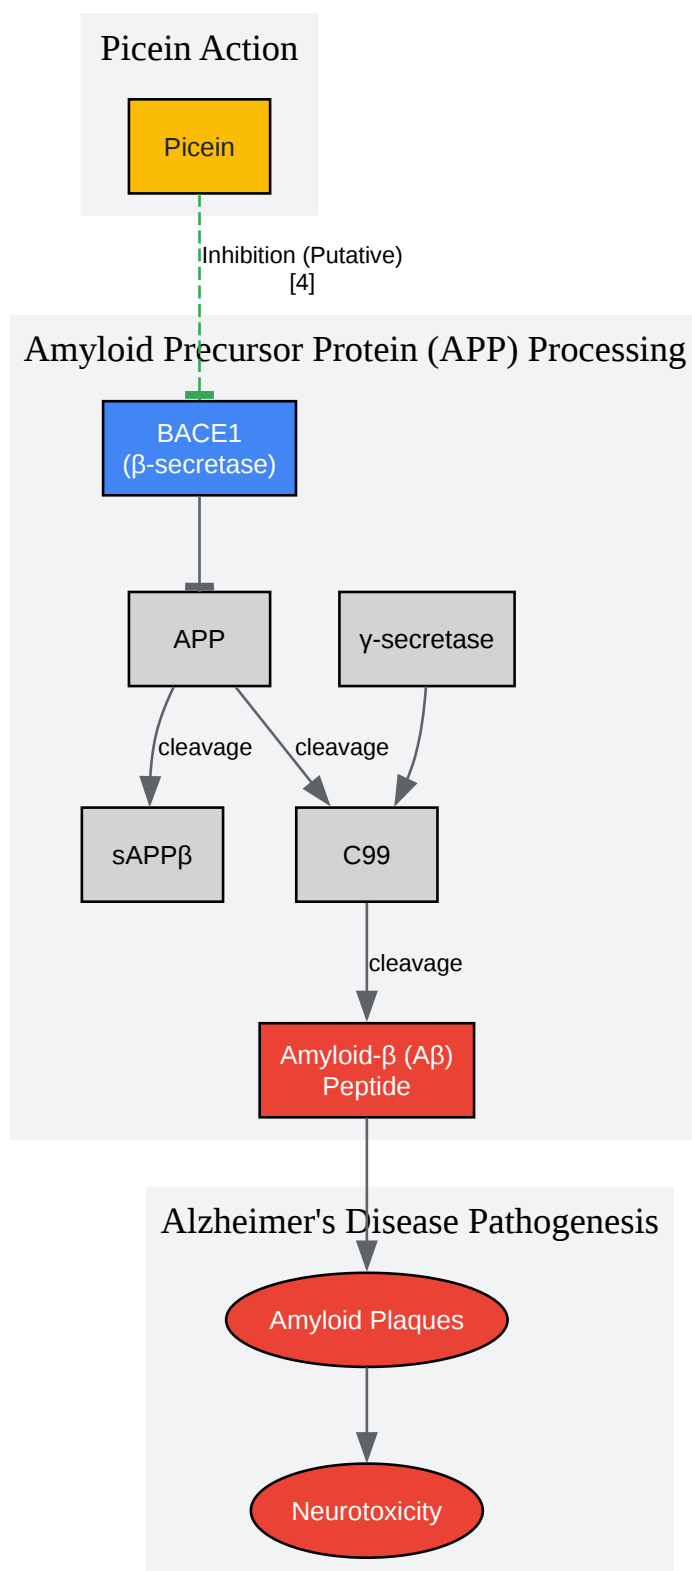 Picein Action
Picein
Inhibition (Putative)
[4]
Amyloid Precursor Protein (APP) Processing
BACE1
(β-secretase)
APP
γ-secretase
cleavage
cleavage
sAPPβ
C99
cleavage
Amyloid-β (Aβ)
Peptide
Alzheimer's Disease Pathogenesis
Amyloid Plaques
Neurotoxicity